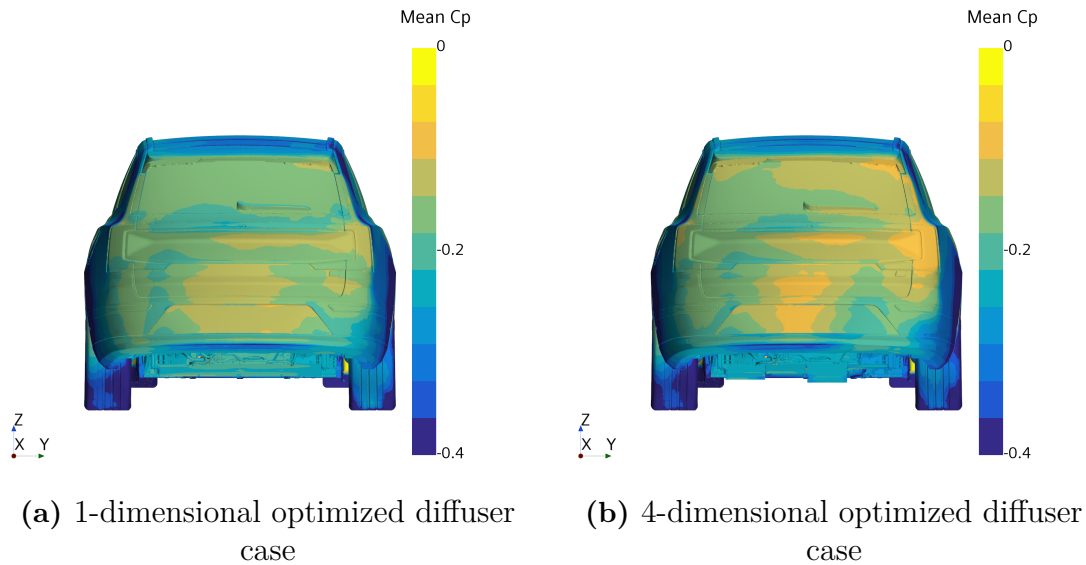 Mean Cp
0
-0.2
-0.4
Z
X Y
(a) 1-dimensional optimized diffuser
case
Mean Cp
0
-0.2
-0.4
Z
X Y
(b) 4-dimensional optimized diffuser
case